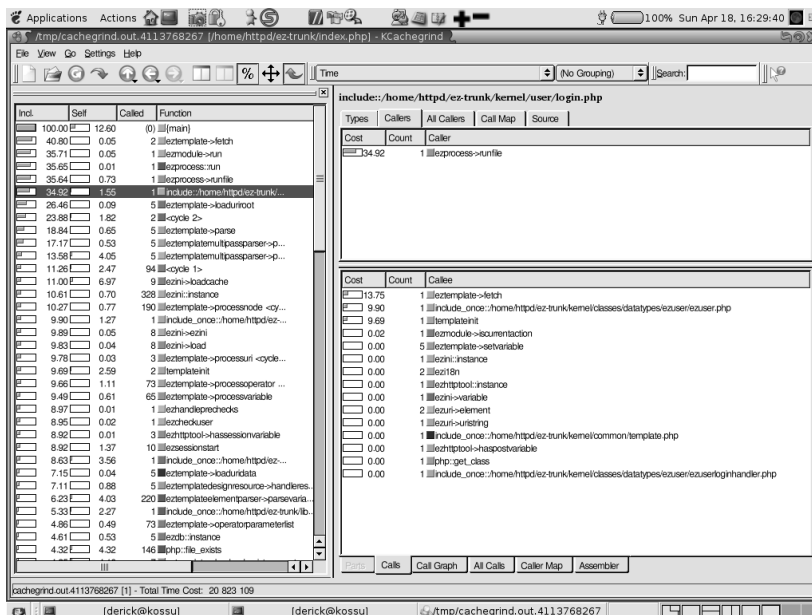 Applications Actions 100% Sun Apr 18, 16:29:40
/tmp/cachegrind.out.4113768267 [/home/httpd/ez-trunk/index.php] - KCachegrind
File View Go Settings Help
% Time (No Grouping) Search:
Incl. Self Called Function
100.00 12.60 (0) {main}
40.80 0.05 2 eztemplate->fetch
35.71 0.05 1 ezmodule->run
35.65 0.01 1 ezprocess::run
35.64 0.73 1 ezprocess->runfile
34.92 1.55 1 include::/home/httpd/ez-trunk/...
26.46 0.09 5 eztemplate->loaduriroot
23.88 1.82 2 <cycle 2>
18.84 0.65 5 eztemplate->parse
17.17 0.53 5 eztemplatemultipassparser->p...
13.58 4.05 5 eztemplatemultipassparser->p...
11.26 2.47 94 <cycle 1>
11.00 6.97 9 ezini->loadcache
10.61 0.70 328 ezini::instance
10.27 0.77 190 eztemplate->processnode <cy...
9.90 1.27 1 include_once::/home/httpd/ez-...
9.89 0.05 8 ezini->ezini
9.83 0.04 8 ezini->load
9.78 0.03 3 eztemplate->processuri <cycle...
9.69 2.59 2 templateinit
9.66 1.11 73 eztemplate->processoperator ...
9.49 0.61 65 eztemplate->processvariable
8.97 0.01 1 ezhandleprechecks
8.95 0.02 1 ezcheckuser
8.92 0.01 3 ezhttptool->hassessionvariable
8.92 1.37 10 ezsessionstart
8.63 3.56 1 include_once::/home/httpd/ez-...
7.15 0.04 5 eztemplate->loaduridata
7.11 0.88 5 eztemplatedesignresource->handleres...
6.23 4.03 220 eztemplateelementparser->parsevaria...
5.33 2.27 1 include_once::/home/httpd/ez-trunk/lib...
4.86 0.49 73 eztemplate->operatorparameterlist
4.61 0.53 5 ezdb::instance
4.32 4.32 146 php::file_exists
include::/home/httpd/ez-trunk/kernel/user/login.php
Types Callers All Callers Call Map Source
Cost Count Caller
34.92 1 ezprocess->runfile
Cost Count Callee
13.75 1 eztemplate->fetch
9.90 1 include_once::/home/httpd/ez-trunk/kernel/classes/datatypes/ezuser/ezuser.php
9.69 1 templateinit
0.02 1 ezmodule->iscurrentaction
0.00 5 eztemplate->setvariable
0.00 1 ezini::instance
0.00 2 ezi18n
0.00 1 ezhttptool::instance
0.00 1 ezini->variable
0.00 2 ezuri->element
0.00 1 ezuri->uristring
0.00 1 include_once::/home/httpd/ez-trunk/kernel/common/template.php
0.00 1 ezhttptool->haspostvariable
0.00 1 php::get_class
0.00 1 include_once::/home/httpd/ez-trunk/kernel/classes/datatypes/ezuser/ezuserloginhandler.php
Parts Calls Call Graph All Calls Caller Map Assembler
cachegrind.out.4113768267 [1] - Total Time Cost: 20 823 109
[derick@kossu] [derick@kossu] /tmp/cachegrind.out.4113768267